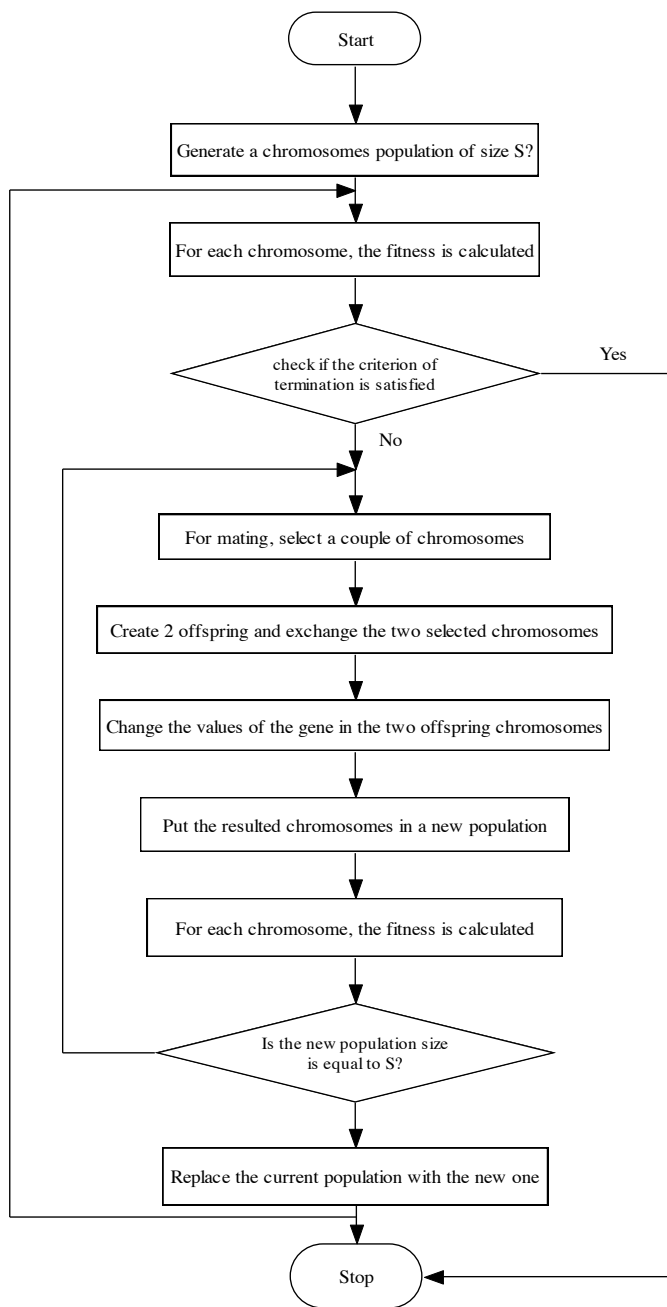 Start
Generate a chromosomes population of size S?
For each chromosome, the fitness is calculated
check if the criterion of
termination is satisfied
Yes
No
For mating, select a couple of chromosomes
Create 2 offspring and exchange the two selected chromosomes
Change the values of the gene in the two offspring chromosomes
Put the resulted chromosomes in a new population
For each chromosome, the fitness is calculated
Is the new population size
is equal to S?
Replace the current population with the new one
Stop